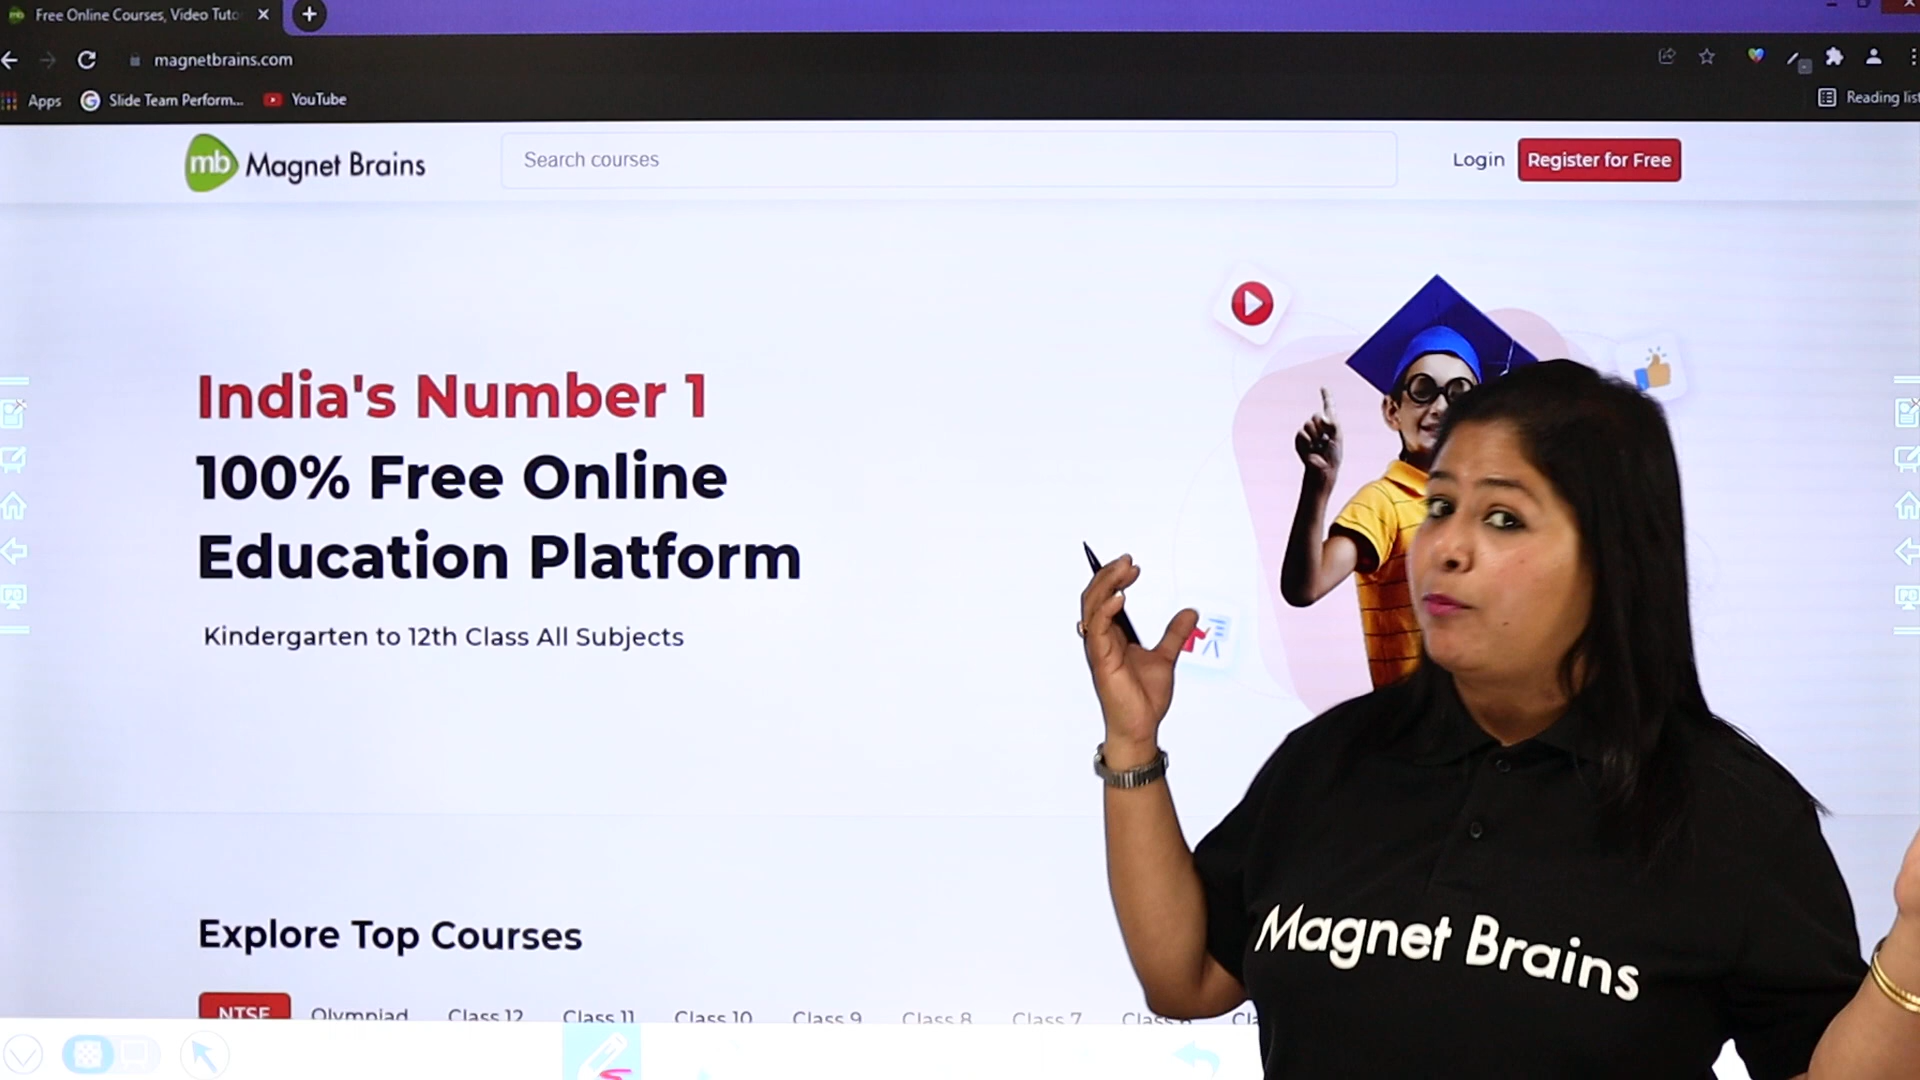 Free Online Courses, Video Tuto
magnetbrains.com
Apps
Slide Team Perform...
YouTube
Reading list
mb Magnet Brains
Search courses
Login
Register for Free
India's Number 1
100% Free Online
Education Platform
Kindergarten to 12th Class All Subjects
Explore Top Courses
NTSE
Olympiad
Class 12
Class 11
Class 10
Class 9
Class 8
Class 7
Magnet Brains